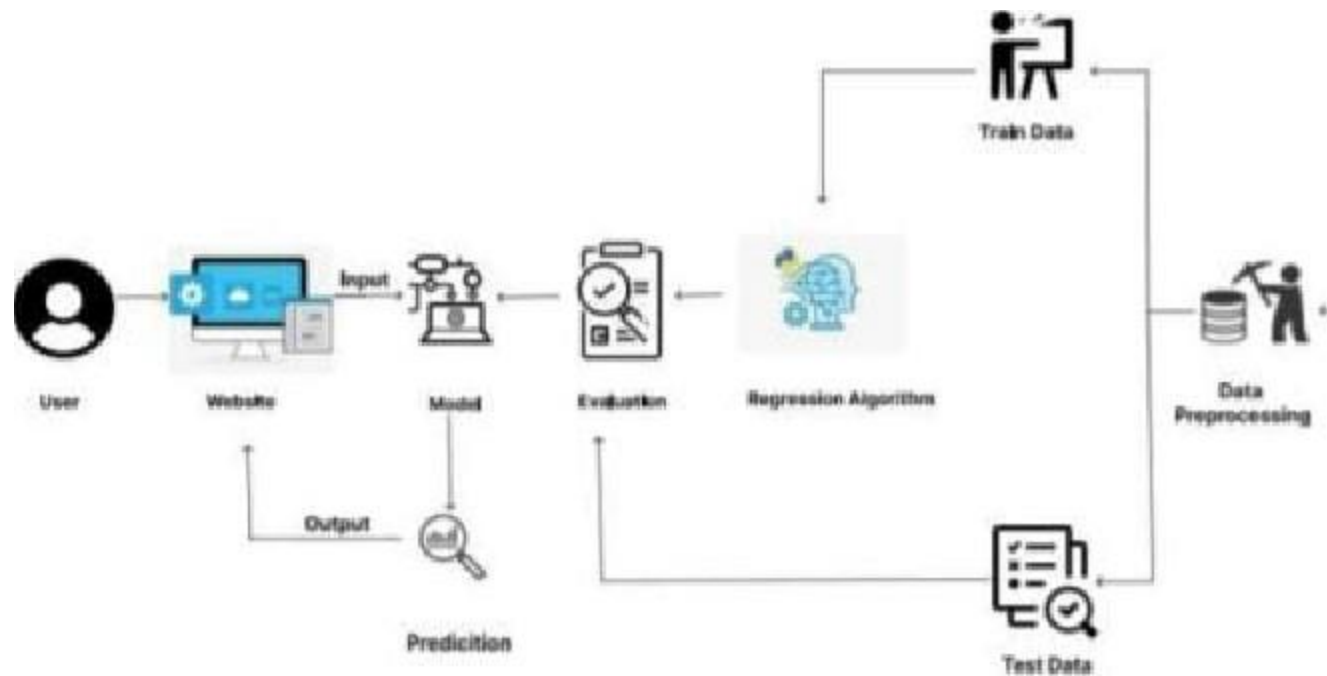 Train Data
Input
User
Website
Model
Evaluation
Regression Algorithm
Data
Preprocessing
Output
Predicition
Test Data